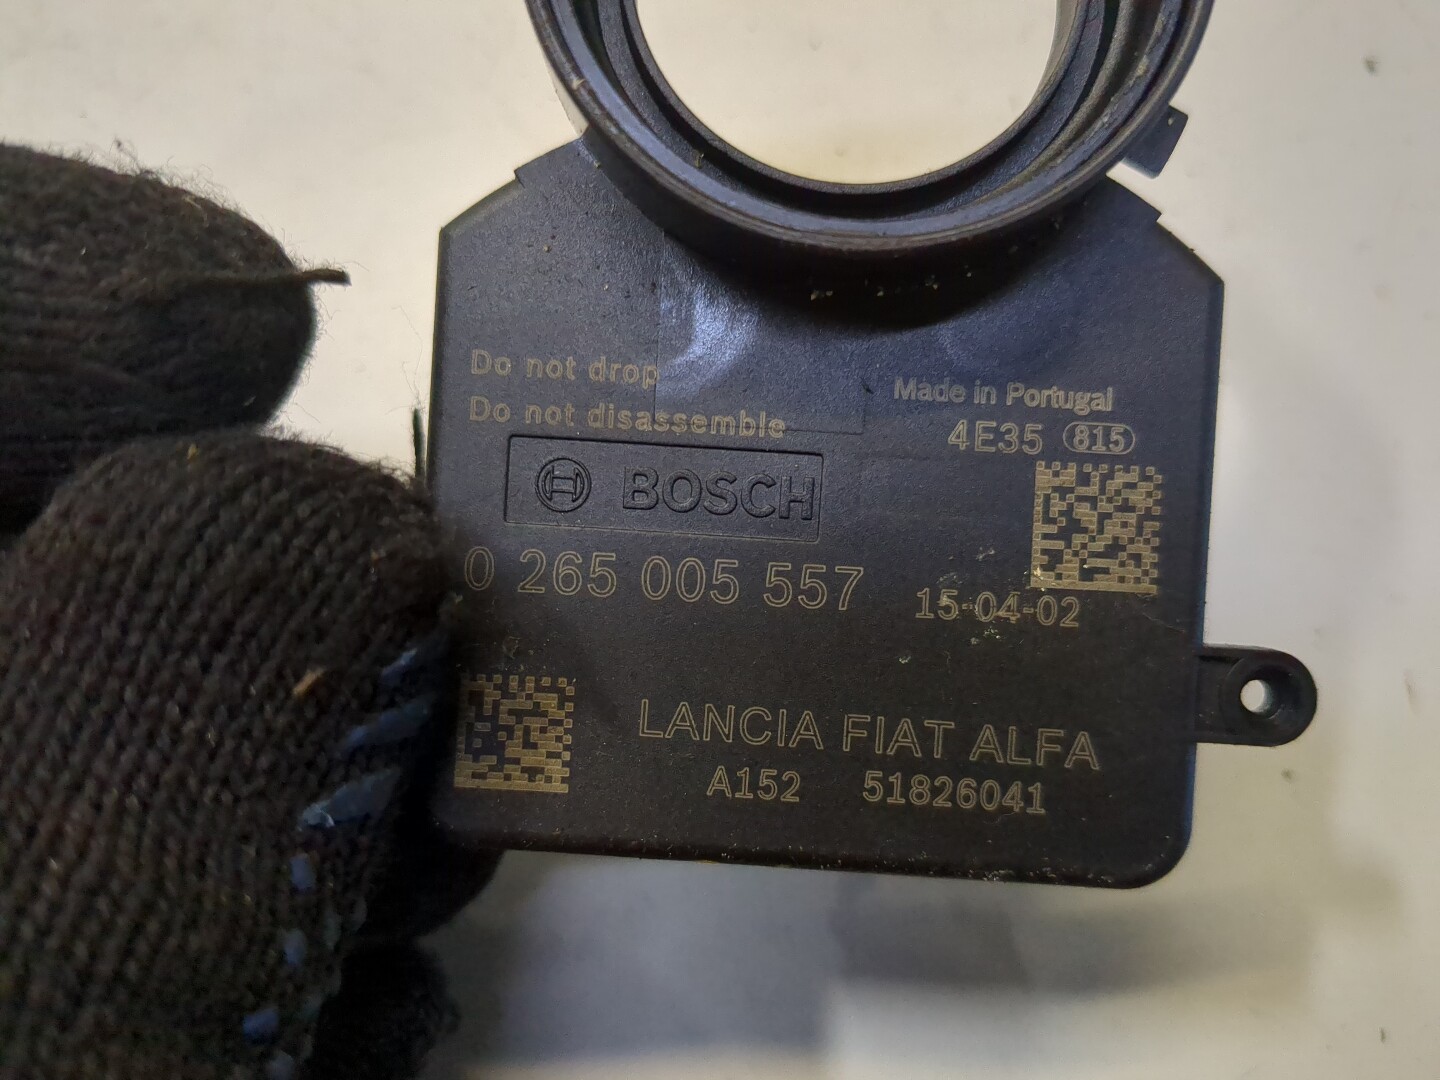 Do not drop
Do not disassemble
Made in Portugal
4E35 815
BOSCH
0 265 005 557
15-04-02
LANCIA FIAT ALFA
A152 51826041